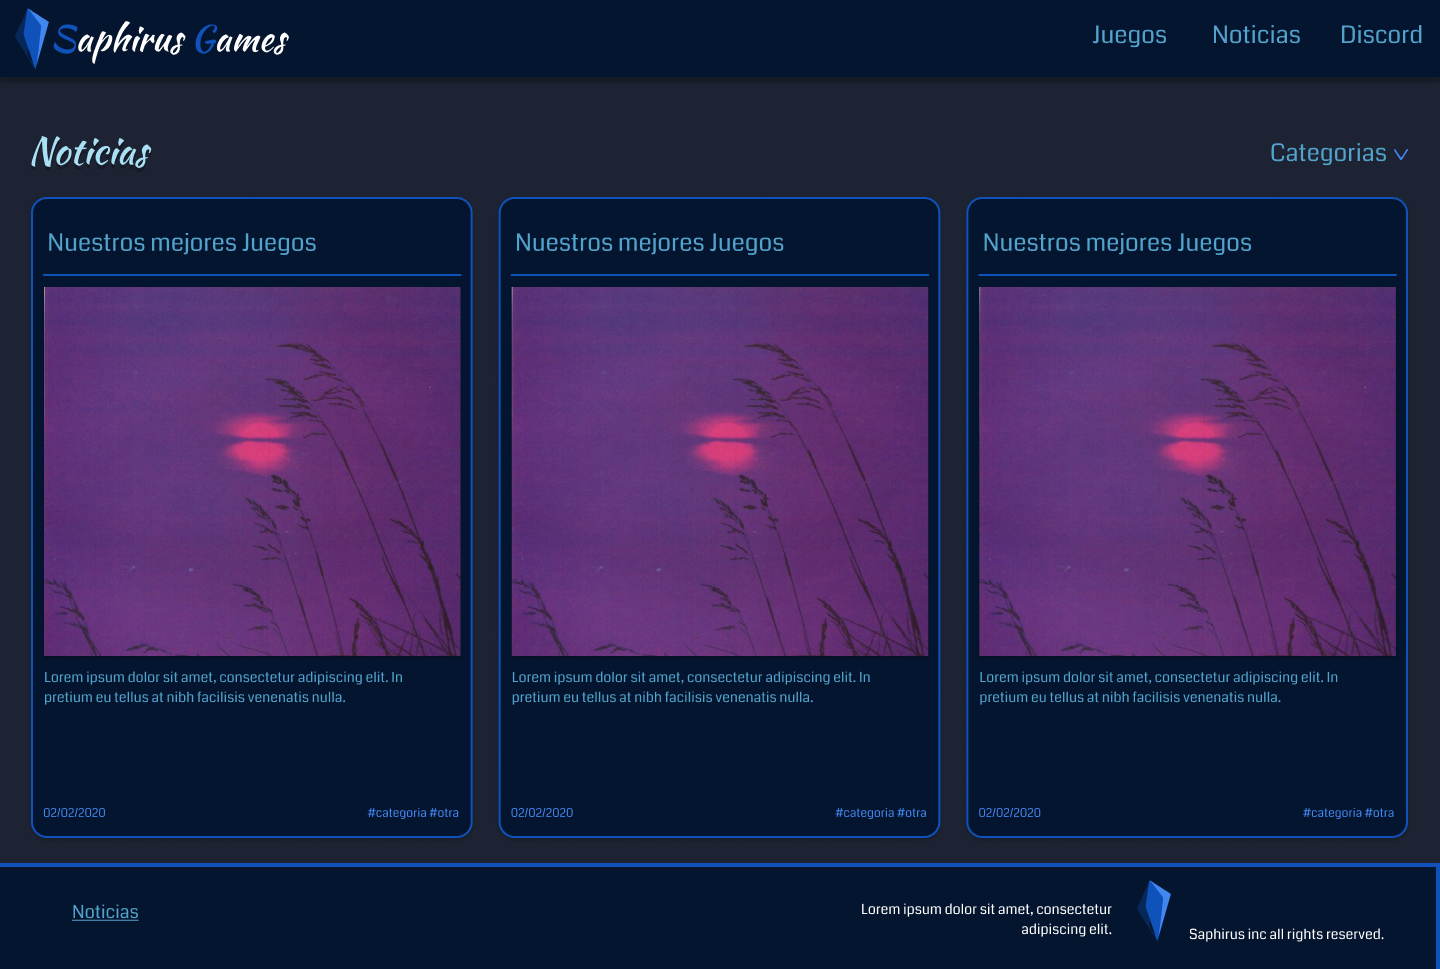 Saphirus Games
Juegos Noticias Discord
Noticias
Categorias
Nuestros mejores Juegos
Lorem ipsum dolor sit amet, consectetur adipiscing elit. In
pretium eu tellus at nibh facilisis venenatis nulla.
02/02/2020 #categoria #otra
Nuestros mejores Juegos
Lorem ipsum dolor sit amet, consectetur adipiscing elit. In
pretium eu tellus at nibh facilisis venenatis nulla.
02/02/2020 #categoria #otra
Nuestros mejores Juegos
Lorem ipsum dolor sit amet, consectetur adipiscing elit. In
pretium eu tellus at nibh facilisis venenatis nulla.
02/02/2020 #categoria #otra
Noticias
Lorem ipsum dolor sit amet, consectetur
adipiscing elit.
Saphirus inc all rights reserved.